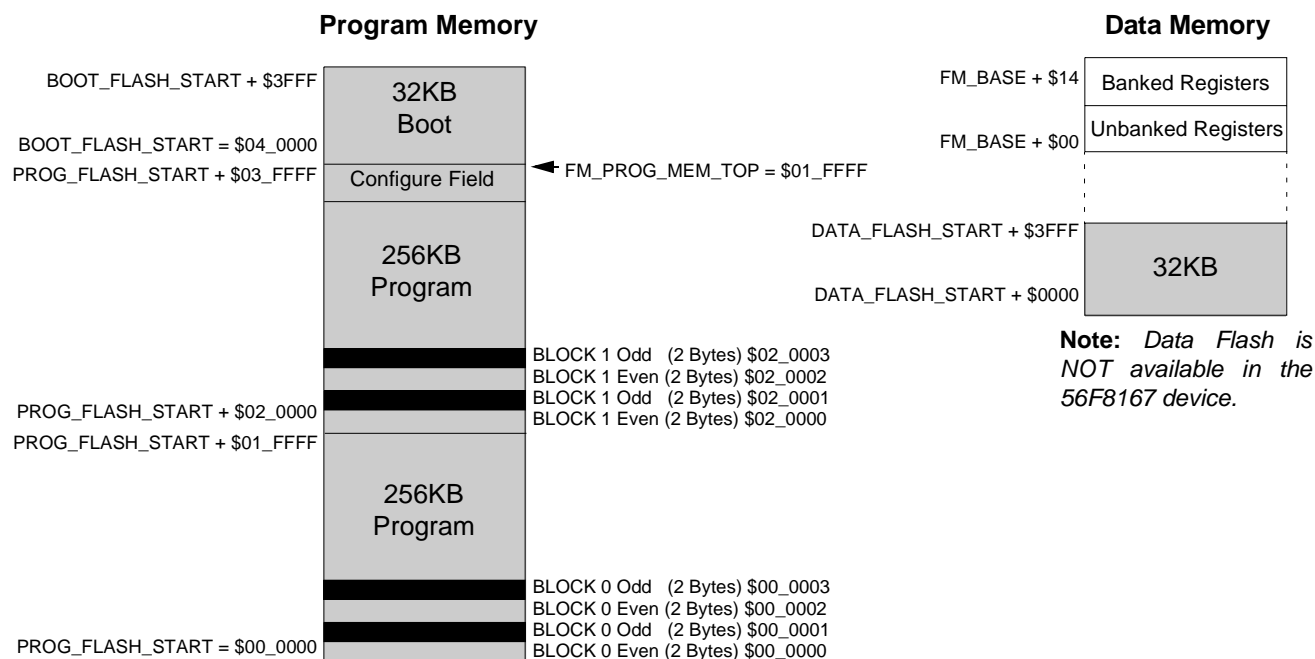 Program Memory
BOOT_FLASH_START + $3FFF
32KB
Boot
BOOT_FLASH_START = $04_0000
PROG_FLASH_START + $03_FFFF
Configure Field
FM_PROG_MEM_TOP = $01_FFFF
256KB
Program
BLOCK 1 Odd (2 Bytes) $02_0003
BLOCK 1 Even (2 Bytes) $02_0002
BLOCK 1 Odd (2 Bytes) $02_0001
PROG_FLASH_START + $02_0000
BLOCK 1 Even (2 Bytes) $02_0000
PROG_FLASH_START + $01_FFFF
256KB
Program
BLOCK 0 Odd (2 Bytes) $00_0003
BLOCK 0 Even (2 Bytes) $00_0002
BLOCK 0 Odd (2 Bytes) $00_0001
PROG_FLASH_START = $00_0000
BLOCK 0 Even (2 Bytes) $00_0000
Data Memory
FM_BASE + $14
Banked Registers
Unbanked Registers
FM_BASE + $00
DATA_FLASH_START + $3FFF
32KB
DATA_FLASH_START + $0000
Note: Data Flash is
NOT available in the
56F8167 device.